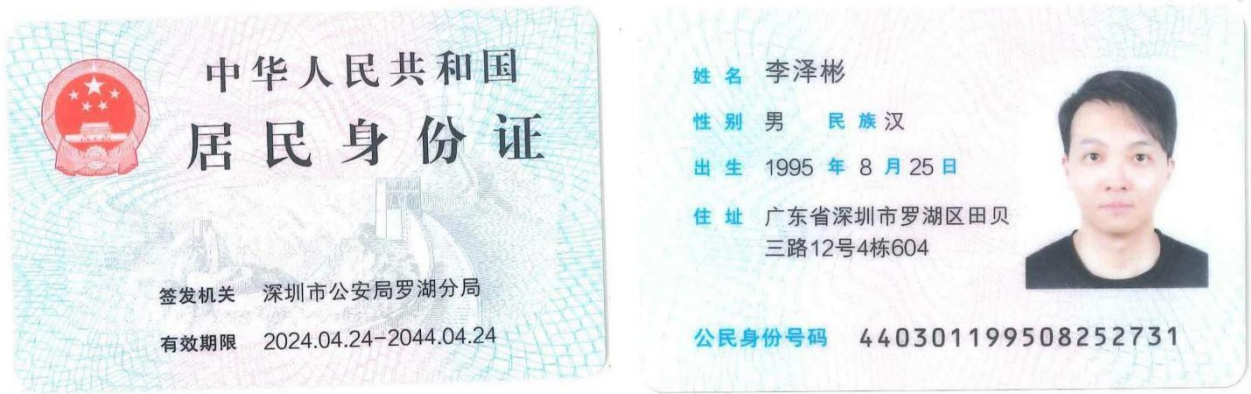 中华人民共和国
居民身份证
签发机关 深圳市公安局罗湖分局
有效期限 2024.04.24-2044.04.24
姓名 李泽彬
性别 男 民族 汉
出生 1995 年 8 月 25 日
住址 广东省深圳市罗湖区田贝
三路12号4栋604
公民身份号码 440301199508252731